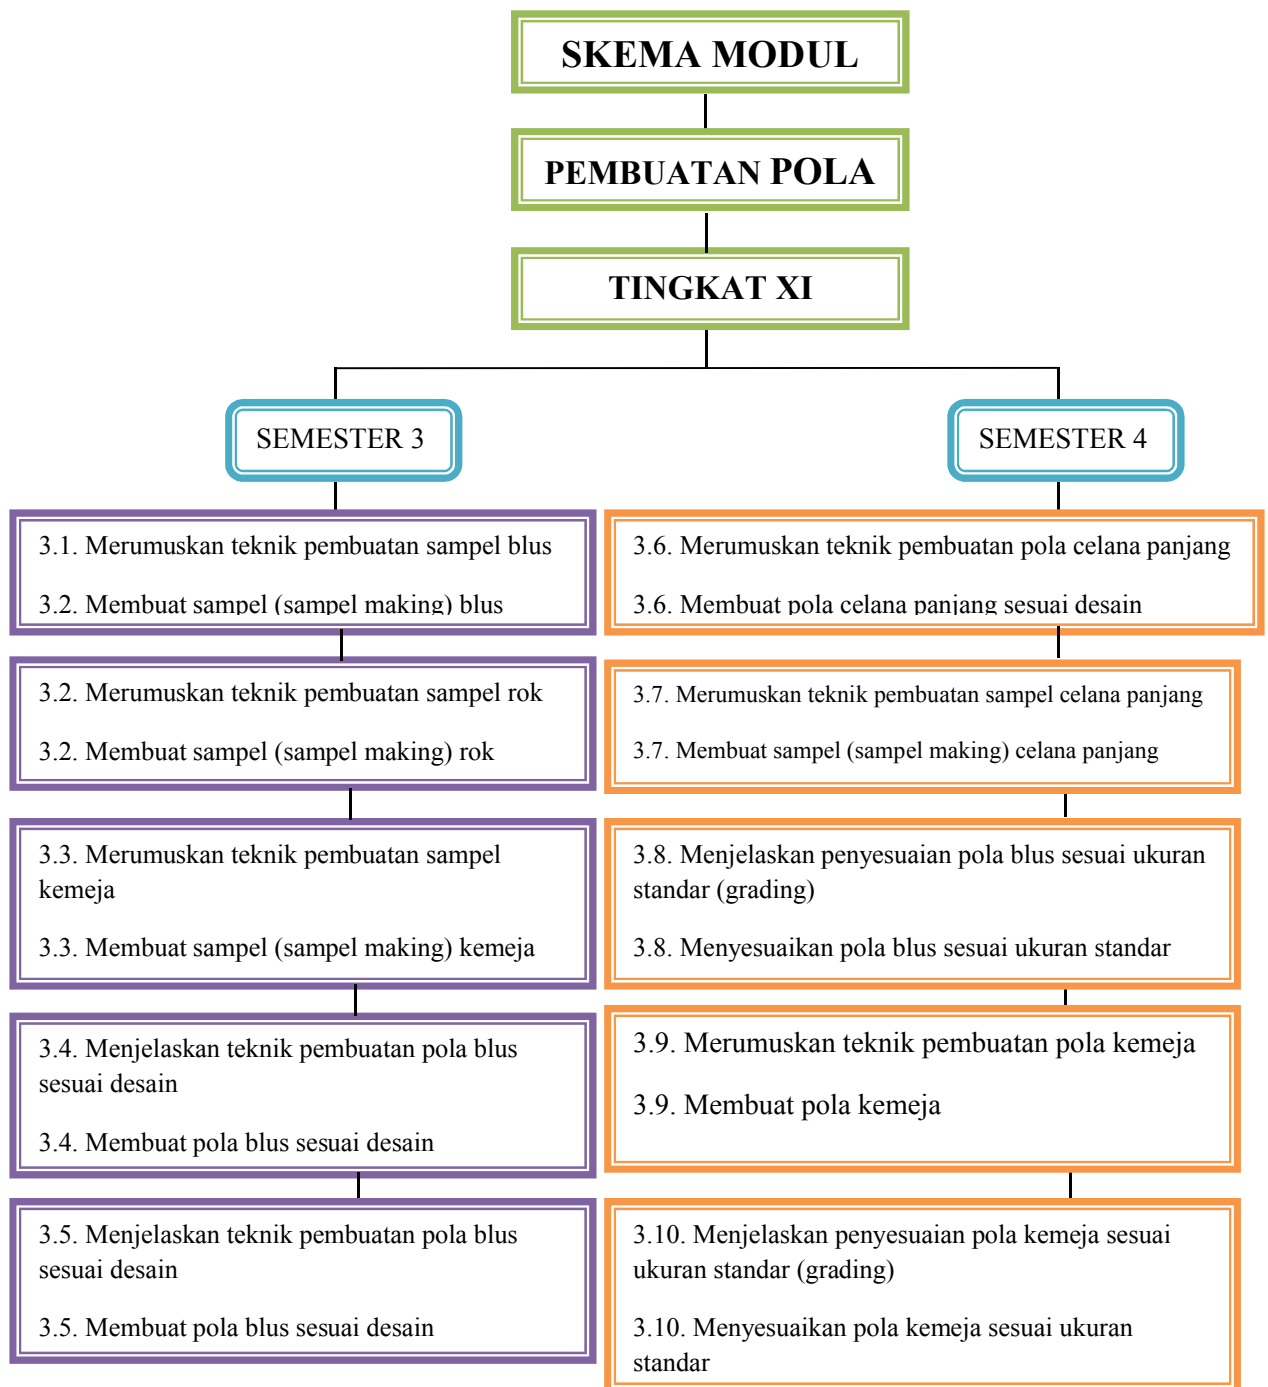 SKEMA MODUL
PEMBUATAN POLA
TINGKAT XI
SEMESTER 3
3.1. Merumuskan teknik pembuatan sampel blus
3.2. Membuat sampel (sampel making) blus
3.2. Merumuskan teknik pembuatan sampel rok
3.2. Membuat sampel (sampel making) rok
3.3. Merumuskan teknik pembuatan sampel
kemeja
3.3. Membuat sampel (sampel making) kemeja
3.4. Menjelaskan teknik pembuatan pola blus
sesuai desain
3.4. Membuat pola blus sesuai desain
3.5. Menjelaskan teknik pembuatan pola blus
sesuai desain
3.5. Membuat pola blus sesuai desain
SEMESTER 4
3.6. Merumuskan teknik pembuatan pola celana panjang
3.6. Membuat pola celana panjang sesuai desain
3.7. Merumuskan teknik pembuatan sampel celana panjang
3.7. Membuat sampel (sampel making) celana panjang
3.8. Menjelaskan penyesuaian pola blus sesuai ukuran
standar (grading)
3.8. Menyesuaikan pola blus sesuai ukuran standar
3.9. Merumuskan teknik pembuatan pola kemeja
3.9. Membuat pola kemeja
3.10. Menjelaskan penyesuaian pola kemeja sesuai
ukuran standar (grading)
3.10. Menyesuaikan pola kemeja sesuai ukuran
standar